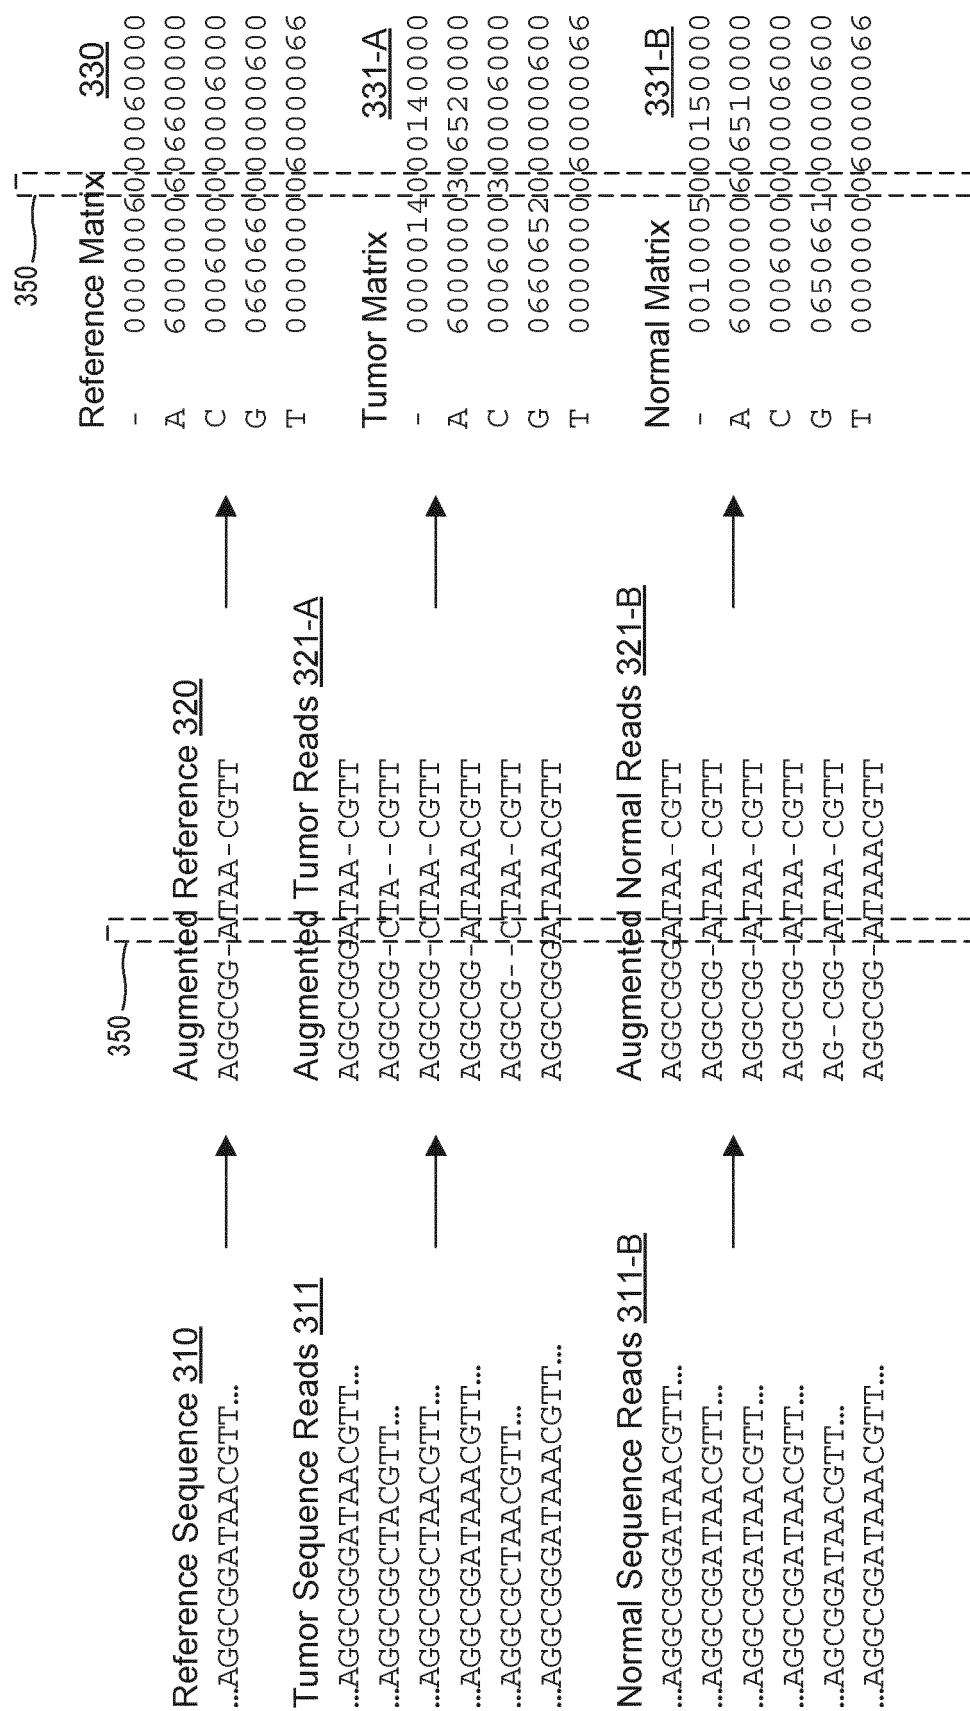 Reference Sequence 310
...AGGCGGATAACGTT...
Tumor Sequence Reads 311
...AGGCGGGATAACGTT...
...AGGCGGCTACGTT...
...AGGCGGCTAACGTT...
...AGGCGGATAAACGTT...
...AGGCGCTAACGTT...
...AGGCGGGATAAACGTT...
Normal Sequence Reads 311-B
...AGGCGGGATAACGTT...
...AGGCGGATAACGTT...
...AGGCGGATAACGTT...
...AGGCGGATAACGTT...
...AGCGGATAACGTT...
...AGGCGGATAAACGTT...
350
Augmented Reference 320
AGGCGG-ATAA-CGTT
Augmented Tumor Reads 321-A
AGGCGGGATAA-CGTT
AGGCGG-CTA--CGTT
AGGCGG-CTAA-CGTT
AGGCGG-ATAAACGTT
AGGCG--CTAA-CGTT
AGGCGGGATAAACGTT
Augmented Normal Reads 321-B
AGGCGGGATAA-CGTT
AGGCGG-ATAA-CGTT
AGGCGG-ATAA-CGTT
AGGCGG-ATAA-CGTT
AG-CGG-ATAA-CGTT
AGGCGG-ATAAACGTT
350
Reference Matrix 330
- 0000006000060000
A 6000000606600000
C 0006000000006000
G 0660660000000600
T 0000000060000066
Tumor Matrix 331-A
- 0000014000140000
A 6000000306520000
C 0006000300006000
G 0660652000000600
T 0000000060000066
Normal Matrix 331-B
- 0010005000150000
A 6000000606510000
C 0006000000006000
G 0650661000000600
T 0000000060000066